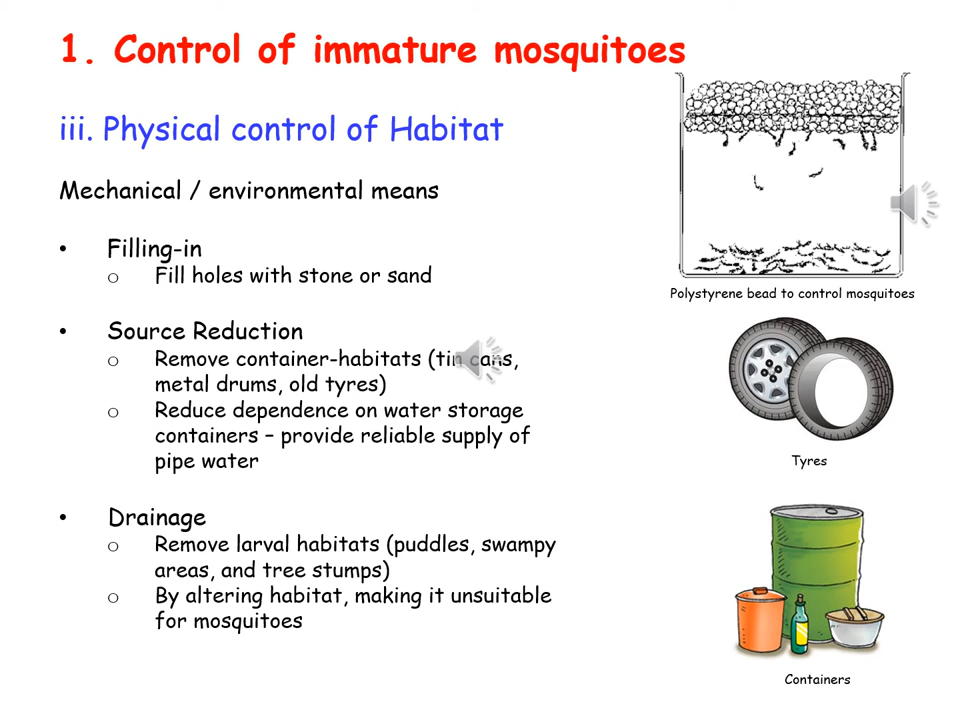 1. Control of immature mosquitoes
iii. Physical control of Habitat
Mechanical / environmental means
• Filling-in
o Fill holes with stone or sand
• Source Reduction
o Remove container-habitats (tin cans,
metal drums, old tyres)
o Reduce dependence on water storage
containers – provide reliable supply of
pipe water
• Drainage
o Remove larval habitats (puddles, swampy
areas, and tree stumps)
o By altering habitat, making it unsuitable
for mosquitoes
Polystyrene bead to control mosquitoes
Tyres
Containers